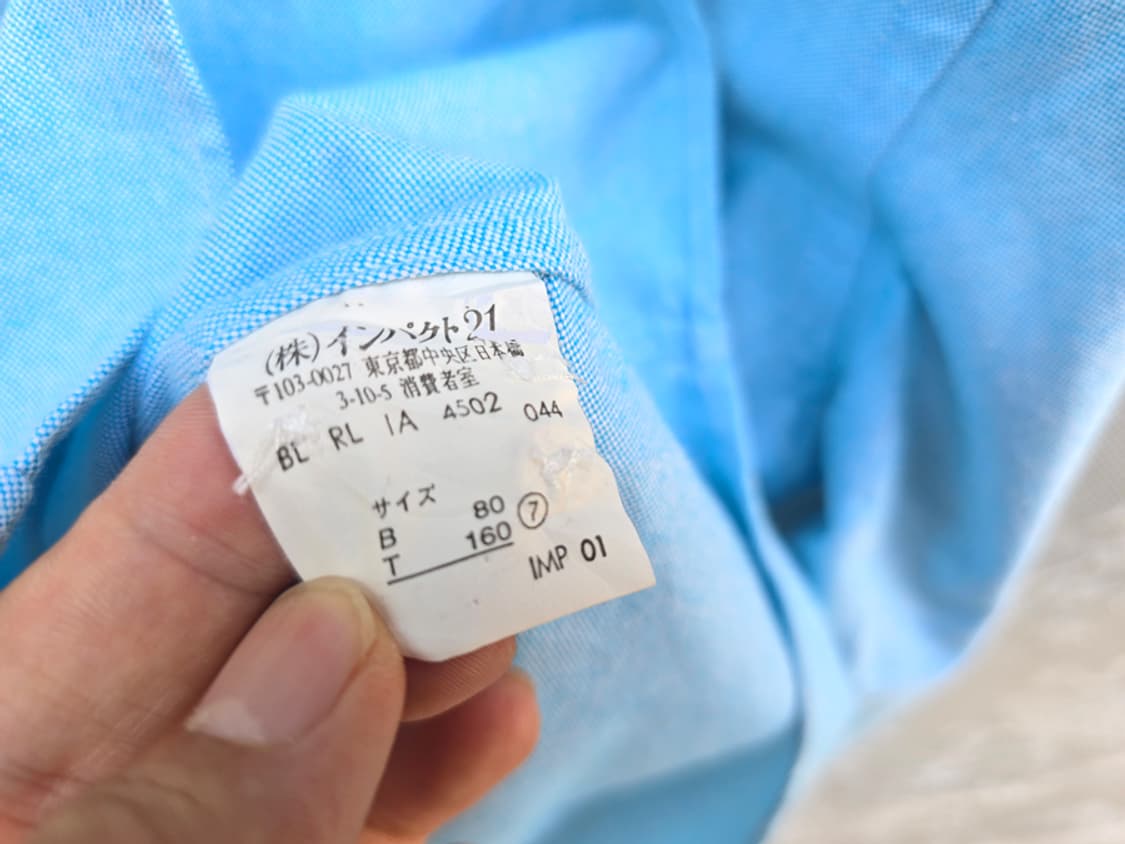 (株)インパクト21
〒103-0027 東京都中央区日本橋
3-10-5 消費者室
BL RL IA 4502 044
サイズ
B 80 ⑦
T 160
IMP 01